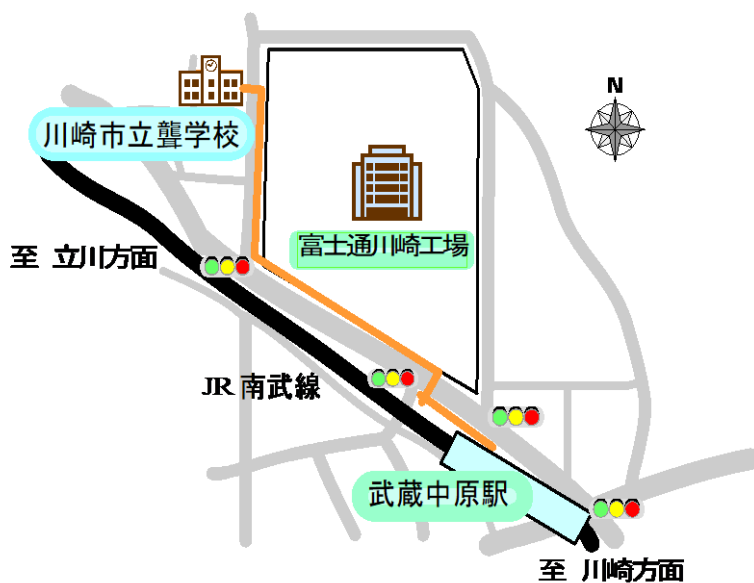 N
川崎市立聾学校
富士通川崎工場
至 立川方面
JR 南武線
武蔵中原駅
至 川崎方面